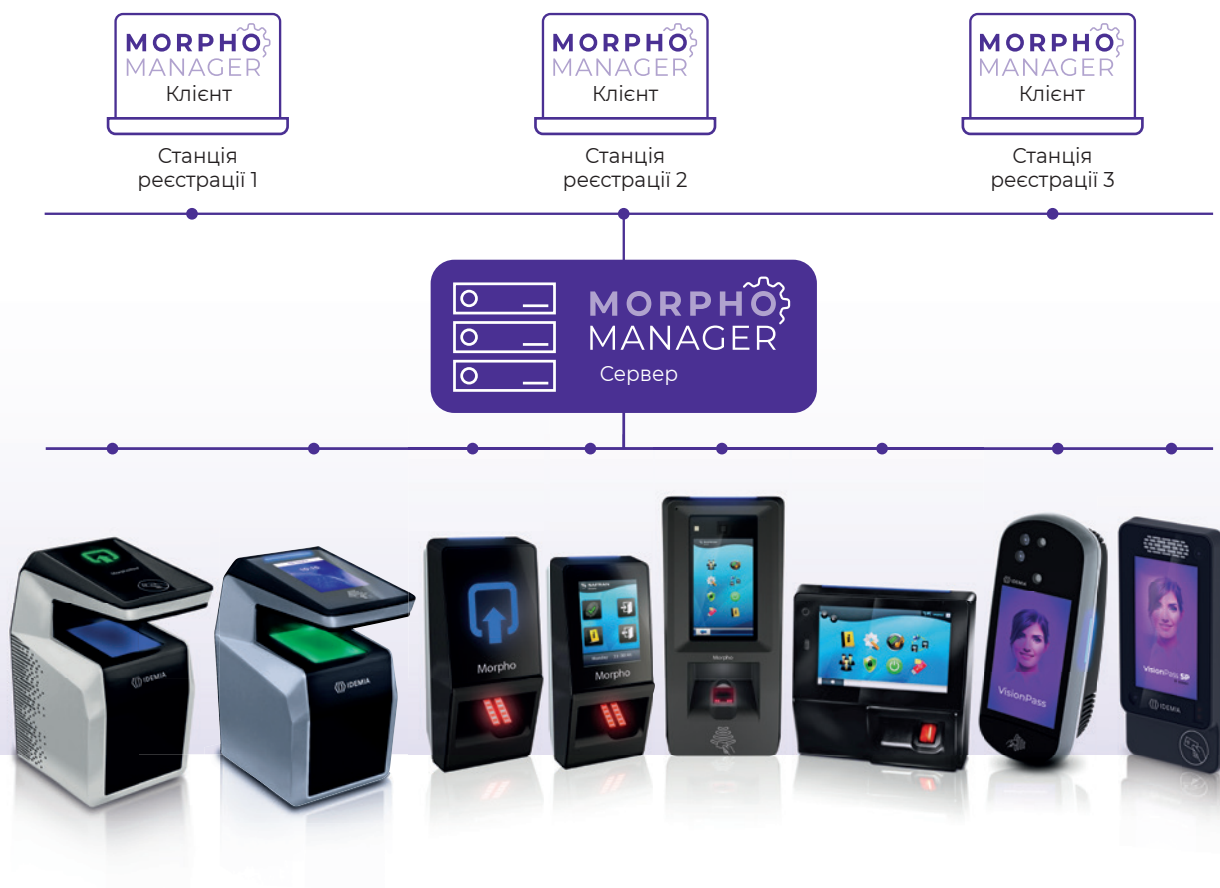 MORPHO
MANAGER
Клієнт
MORPHO
MANAGER
Клієнт
MORPHO
MANAGER
Клієнт
Станція
реєстрації 1
Станція
реєстрації 2
Станція
реєстрації 3
MORPHO
MANAGER
Сервер
IDEMIA
IDEMIA
Morpho
Morpho
Morpho
IDEMIA
VisionPass
VisionPass SP
IDEMIA